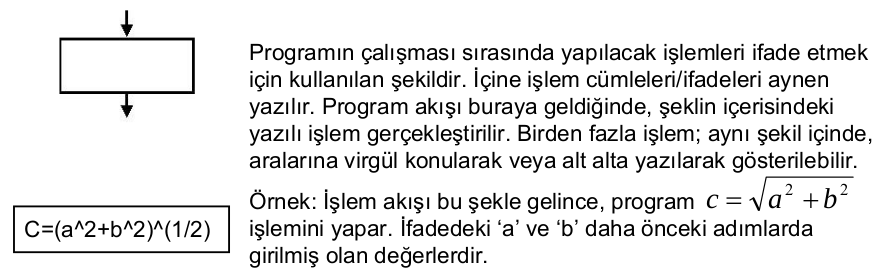 Programın çalışması sırasında yapılacak işlemleri ifade etmek
için kullanılan şekildir. İçine işlem cümleleri/ifadeleri aynen
yazılır. Program akışı buraya geldiğinde, şeklin içerisindeki
yazılı işlem gerçekleştirilir. Birden fazla işlem; aynı şekil içinde,
aralarına virgül konularak veya alt alta yazılarak gösterilebilir.
Örnek: İşlem akışı bu şekle gelince, program c = √(a² + b²)
işlemini yapar. İfadedeki ‘a’ ve ‘b’ daha önceki adımlarda
girilmiş olan değerlerdir.
C=(a^2+b^2)^(1/2)